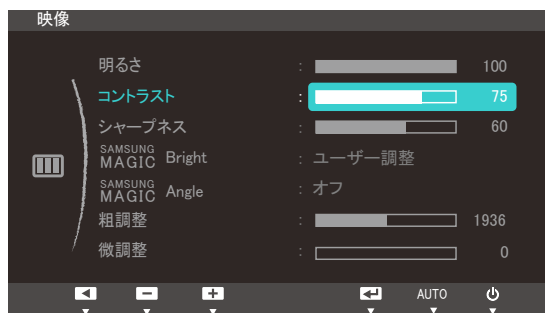 映像
明るさ : 100
コントラスト : 75
シャープネス : 60
SAMSUNG MAGIC Bright : ユーザー調整
SAMSUNG MAGIC Angle : オフ
粗調整 1936
微調整 : 0
AUTO